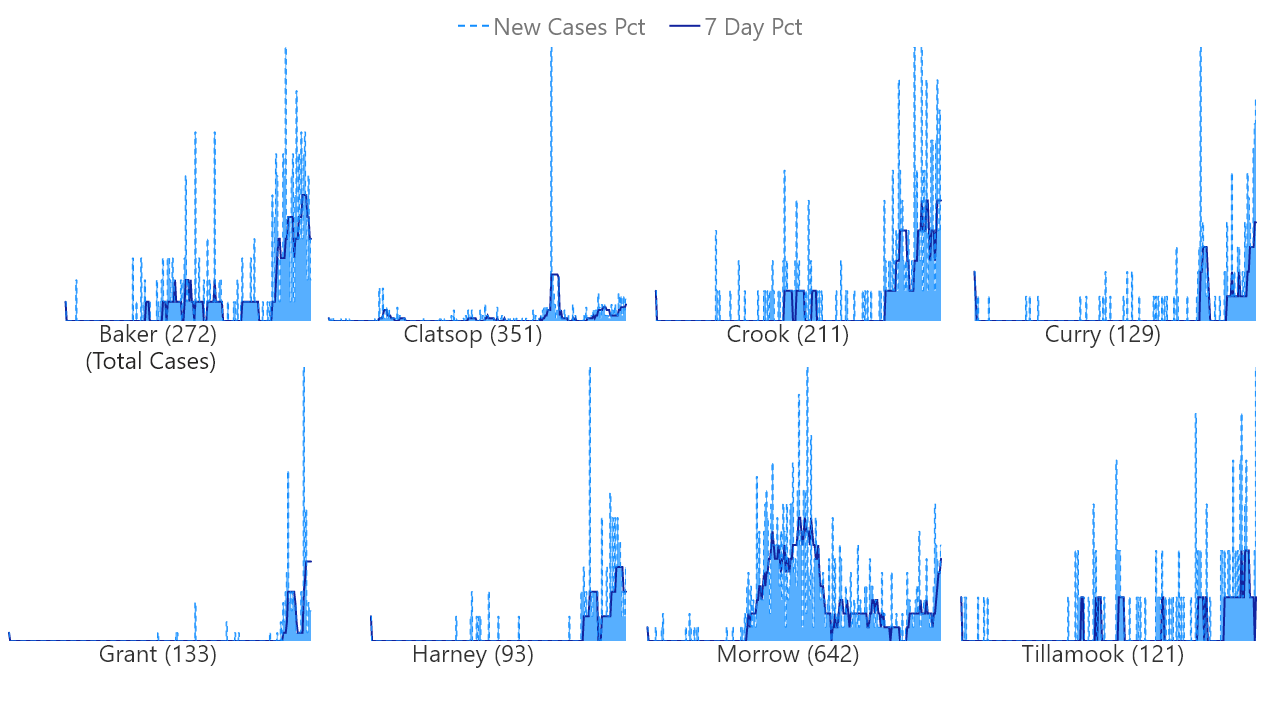 New Cases Pct 7 Day Pct
Baker (272) Clatsop (351) Crook (211) Curry (129)
(Total Cases)
Grant (133) Harney (93) Morrow (642) Tillamook (121)